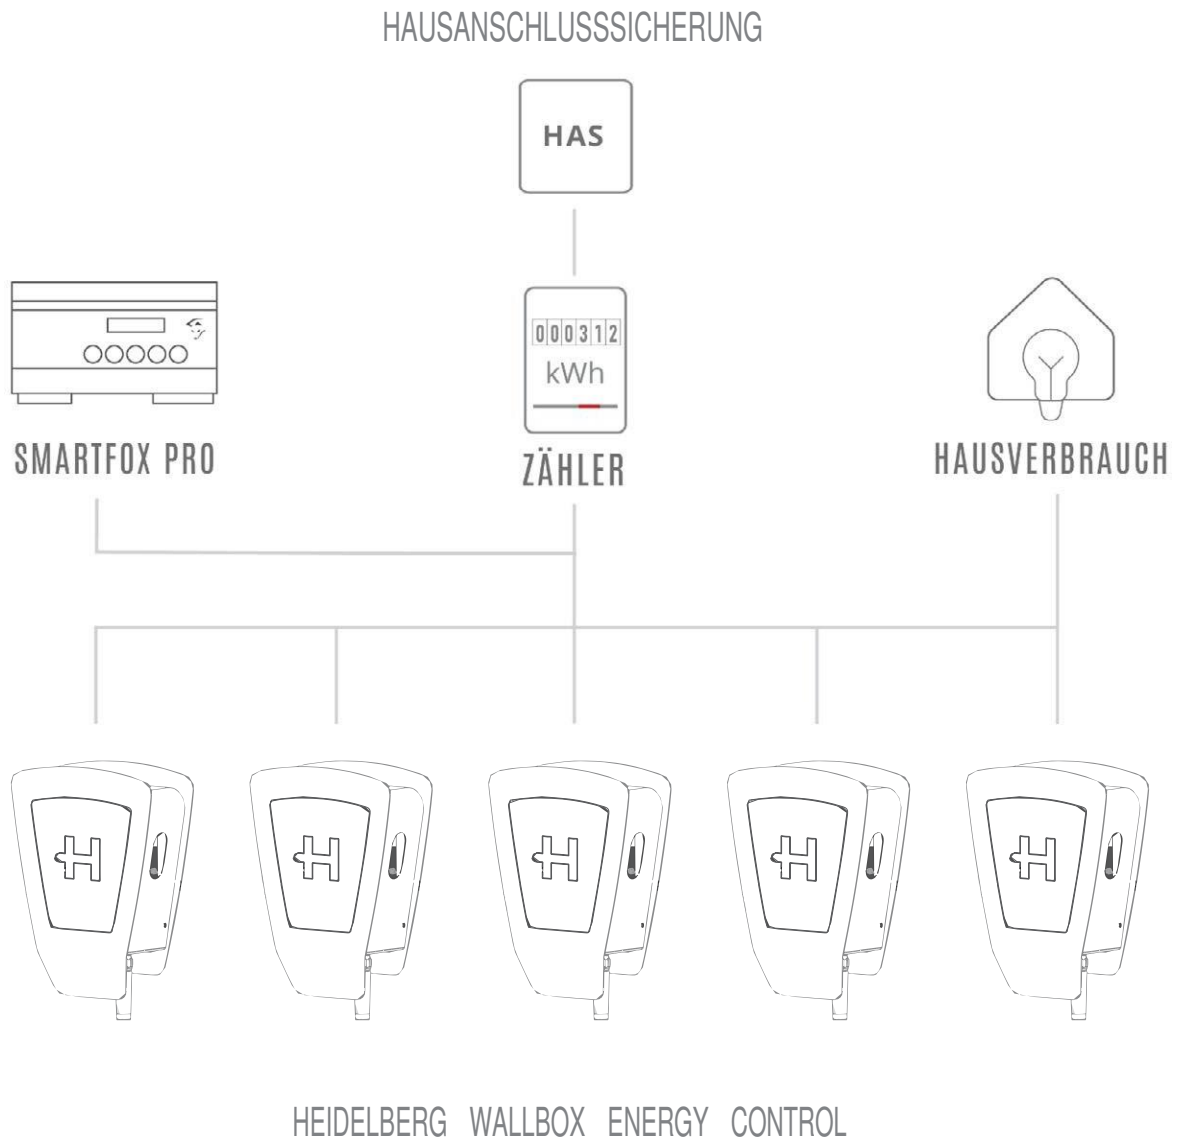 HAUSANSCHLUSSSICHERUNG
HAS
000312
kWh
SMARTFOX PRO
ZÄHLER
HAUSVERBRAUCH
H
H
H
H
H
HEIDELBERG WALLBOX ENERGY CONTROL